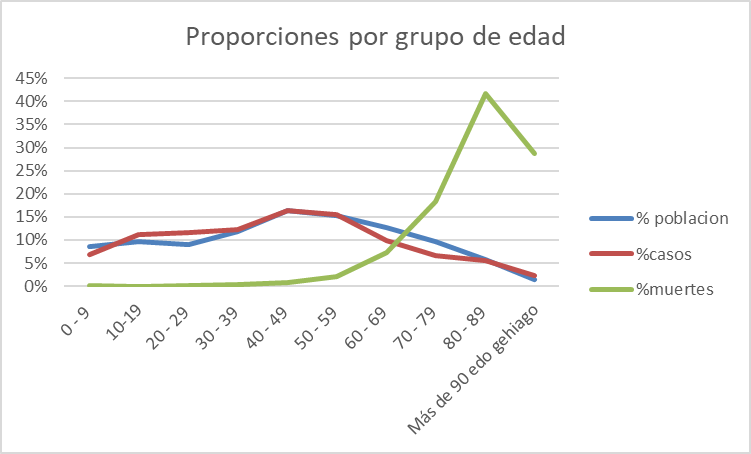 Proporciones por grupo de edad
45%
40%
35%
30%
25%
20%
15%
10%
5%
0%
0 - 9
10-19
20 - 29
30 - 39
40 - 49
50 - 59
60 - 69
70 - 79
80 - 89
Más de 90 edo gehiago
% poblacion
%casos
%muertes